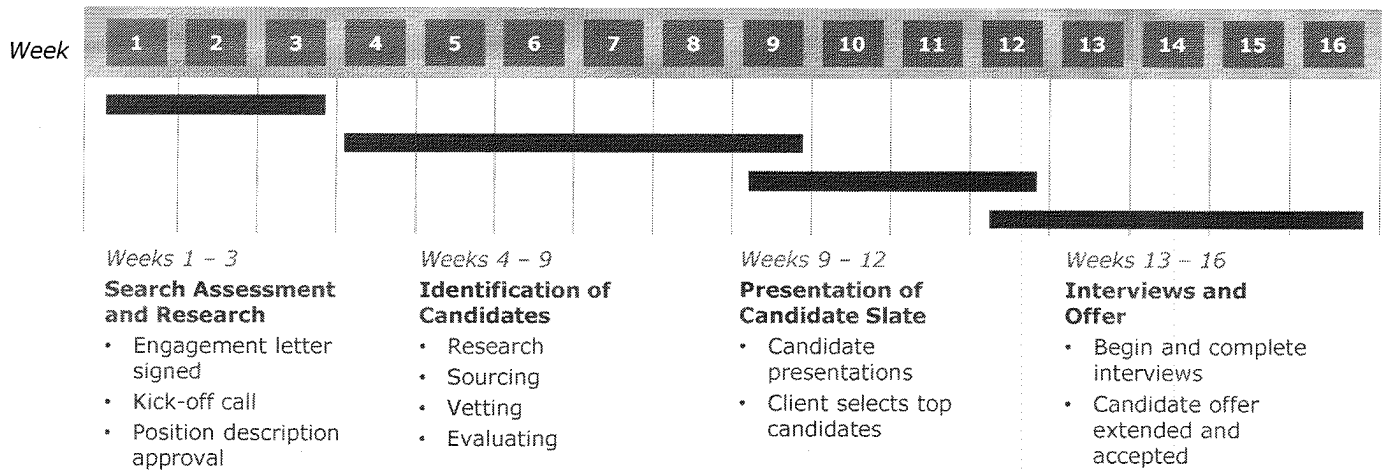 Week 1 2 3 4 5 6 7 8 9 10 11 12 13 14 15 16
Weeks 1 – 3
Search Assessment
and Research
• Engagement letter
signed
• Kick-off call
• Position description
approval
Weeks 4 – 9
Identification of
Candidates
• Research
• Sourcing
• Vetting
• Evaluating
Weeks 9 – 12
Presentation of
Candidate Slate
• Candidate
presentations
• Client selects top
candidates
Weeks 13 – 16
Interviews and
Offer
• Begin and complete
interviews
• Candidate offer
extended and
accepted